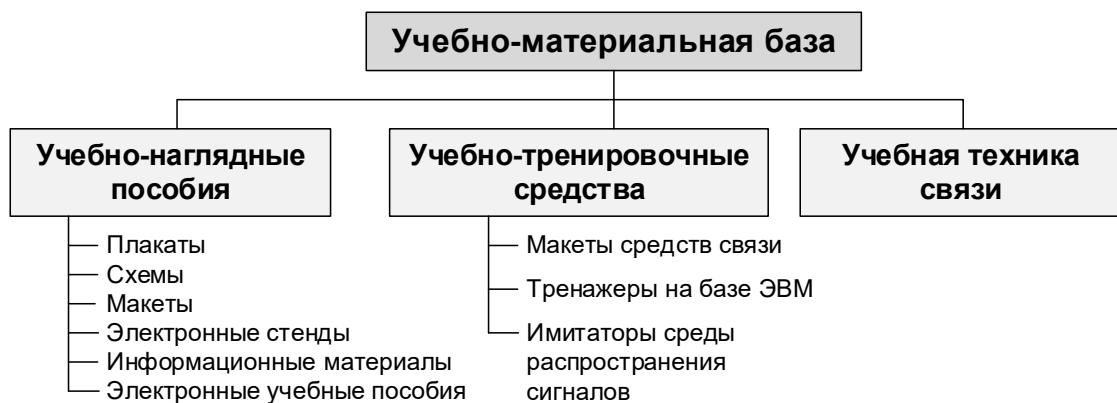 Учебно-материальная база
Учебно-наглядные
пособия
Плакаты
Схемы
Макеты
Электронные стенды
Информационные материалы
Электронные учебные пособия
Учебно-тренировочные
средства
Макеты средств связи
Тренажеры на базе ЭВМ
Имитаторы среды
распространения
сигналов
Учебная техника
связи